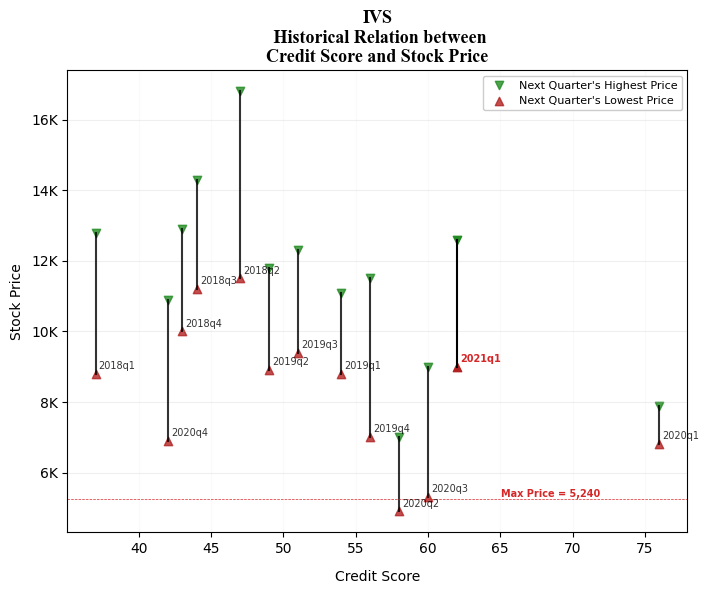 IVS
Historical Relation between
Credit Score and Stock Price
Next Quarter's Highest Price
Next Quarter's Lowest Price
Stock Price
16K
14K
12K
10K
8K
6K
2018q1
2020q4
2018q4
2018q3
2018q2
2019q2
2019q3
2019q1
2019q4
2020q2
2020q3
2021q1
2020q1
Max Price = 5,240
40
45
50
55
60
65
70
75
Credit Score